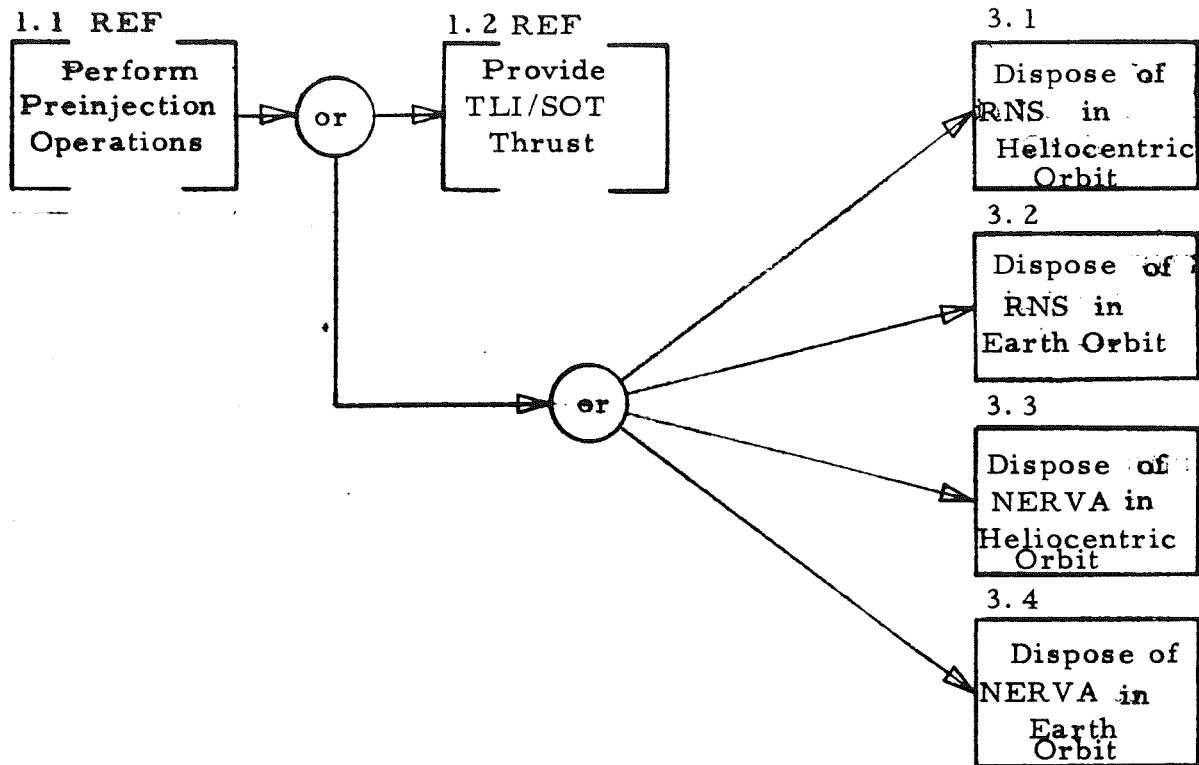 1.1 REF
Perform
Preinjection
Operations
or
1.2 REF
Provide
TLI/SOT
Thrust
or
3.1
Dispose of
RNS in
Heliocentric
Orbit
3.2
Dispose of
RNS in
Earth Orbit
3.3
Dispose of
NERVA in
Heliocentric
Orbit
3.4
Dispose of
NERVA in
Earth
Orbit